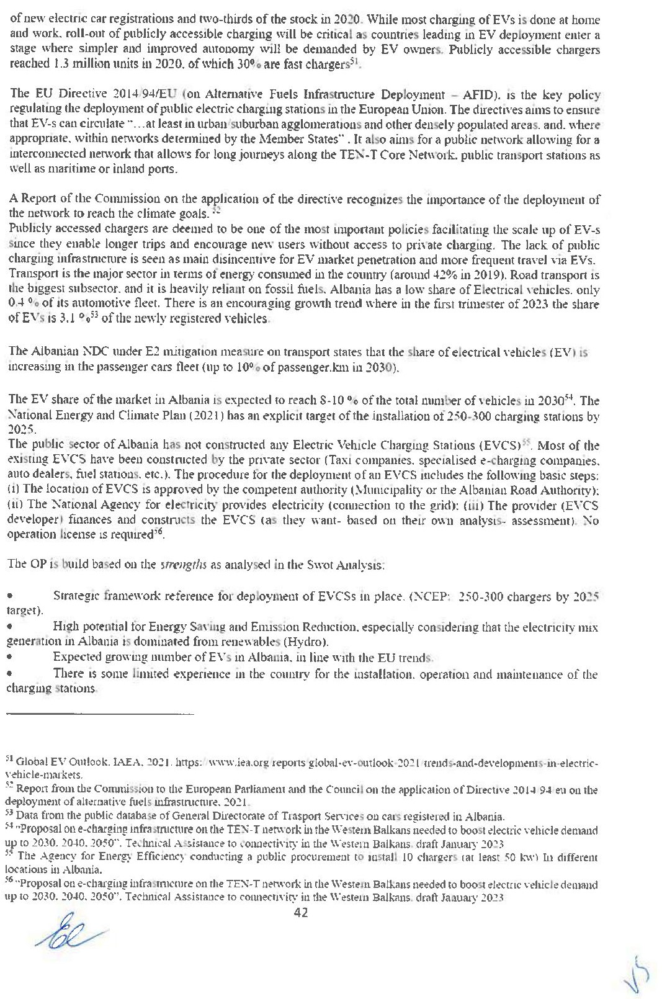 of new electric car registrations and two-thirds of the stock in 2020. While most charging of EVs is done at home
and work, roll-out of publicly accessible charging will be critical as countries leading in EV deployment enter a
stage where simpler and improved autonomy will be demanded by EV owners. Publicly accessible chargers
reached 1.3 million units in 2020, of which 30% are fast chargers51.
The EU Directive 2014/94/EU (on Alternative Fuels Infrastructure Deployment – AFID), is the key policy
regulating the deployment of public electric charging stations in the European Union. The directives aims to ensure
that EV-s can circulate "…at least in urban/suburban agglomerations and other densely populated areas, and, where
appropriate, within networks determined by the Member States" . It also aims for a public network allowing for a
interconnected network that allows for long journeys along the TEN-T Core Network, public transport stations as
well as maritime or inland ports.
A Report of the Commission on the application of the directive recognizes the importance of the deployment of
the network to reach the climate goals. 52
Publicly accessed chargers are deemed to be one of the most important policies facilitating the scale up of EV-s
since they enable longer trips and encourage new users without access to private charging. The lack of public
charging infrastructure is seen as main disincentive for EV market penetration and more frequent travel via EVs.
Transport is the major sector in terms of energy consumed in the country (around 42% in 2019). Road transport is
the biggest subsector, and it is heavily reliant on fossil fuels. Albania has a low share of Electrical vehicles, only
0.4 % of its automotive fleet. There is an encouraging growth trend where in the first trimester of 2023 the share
of EVs is 3.1 %53 of the newly registered vehicles.
The Albanian NDC under E2 mitigation measure on transport states that the share of electrical vehicles (EV) is
increasing in the passenger cars fleet (up to 10% of passenger.km in 2030).
The EV share of the market in Albania is expected to reach 8-10 % of the total number of vehicles in 203054. The
National Energy and Climate Plan (2021) has an explicit target of the installation of 250-300 charging stations by
2025.
The public sector of Albania has not constructed any Electric Vehicle Charging Stations (EVCS)55. Most of the
existing EVCS have been constructed by the private sector (Taxi companies, specialised e-charging companies,
auto dealers, fuel stations, etc.). The procedure for the deployment of an EVCS includes the following basic steps:
(i) The location of EVCS is approved by the competent authority (Municipality or the Albanian Road Authority);
(ii) The National Agency for electricity provides electricity (connection to the grid); (iii) The provider (EVCS
developer) finances and constructs the EVCS (as they want- based on their own analysis- assessment). No
operation license is required56.
The OP is build based on the strengths as analysed in the Swot Analysis:
• Strategic framework reference for deployment of EVCSs in place. (NCEP: 250-300 chargers by 2025
target).
• High potential for Energy Saving and Emission Reduction, especially considering that the electricity mix
generation in Albania is dominated from renewables (Hydro).
• Expected growing number of EVs in Albania, in line with the EU trends.
• There is some limited experience in the country for the installation, operation and maintenance of the
charging stations.
51 Global EV Outlook, IAEA, 2021, https://www.iea.org/reports/global-ev-outlook-2021/trends-and-developments-in-electric-
vehicle-markets.
52 Report from the Commission to the European Parliament and the Council on the application of Directive 2014/94/eu on the
deployment of alternative fuels infrastructure, 2021.
53 Data from the public database of General Directorate of Trasport Services on cars registered in Albania.
54 "Proposal on e-charging infrastructure on the TEN-T network in the Western Balkans needed to boost electric vehicle demand
up to 2030, 2040, 2050", Technical Assistance to connectivity in the Western Balkans, draft January 2023
55 The Agency for Energy Efficiency conducting a public procurement to install 10 chargers (at least 50 kw) In different
locations in Albania.
56 "Proposal on e-charging infrastructure on the TEN-T network in the Western Balkans needed to boost electric vehicle demand
up to 2030, 2040, 2050", Technical Assistance to connectivity in the Western Balkans, draft January 2023
42